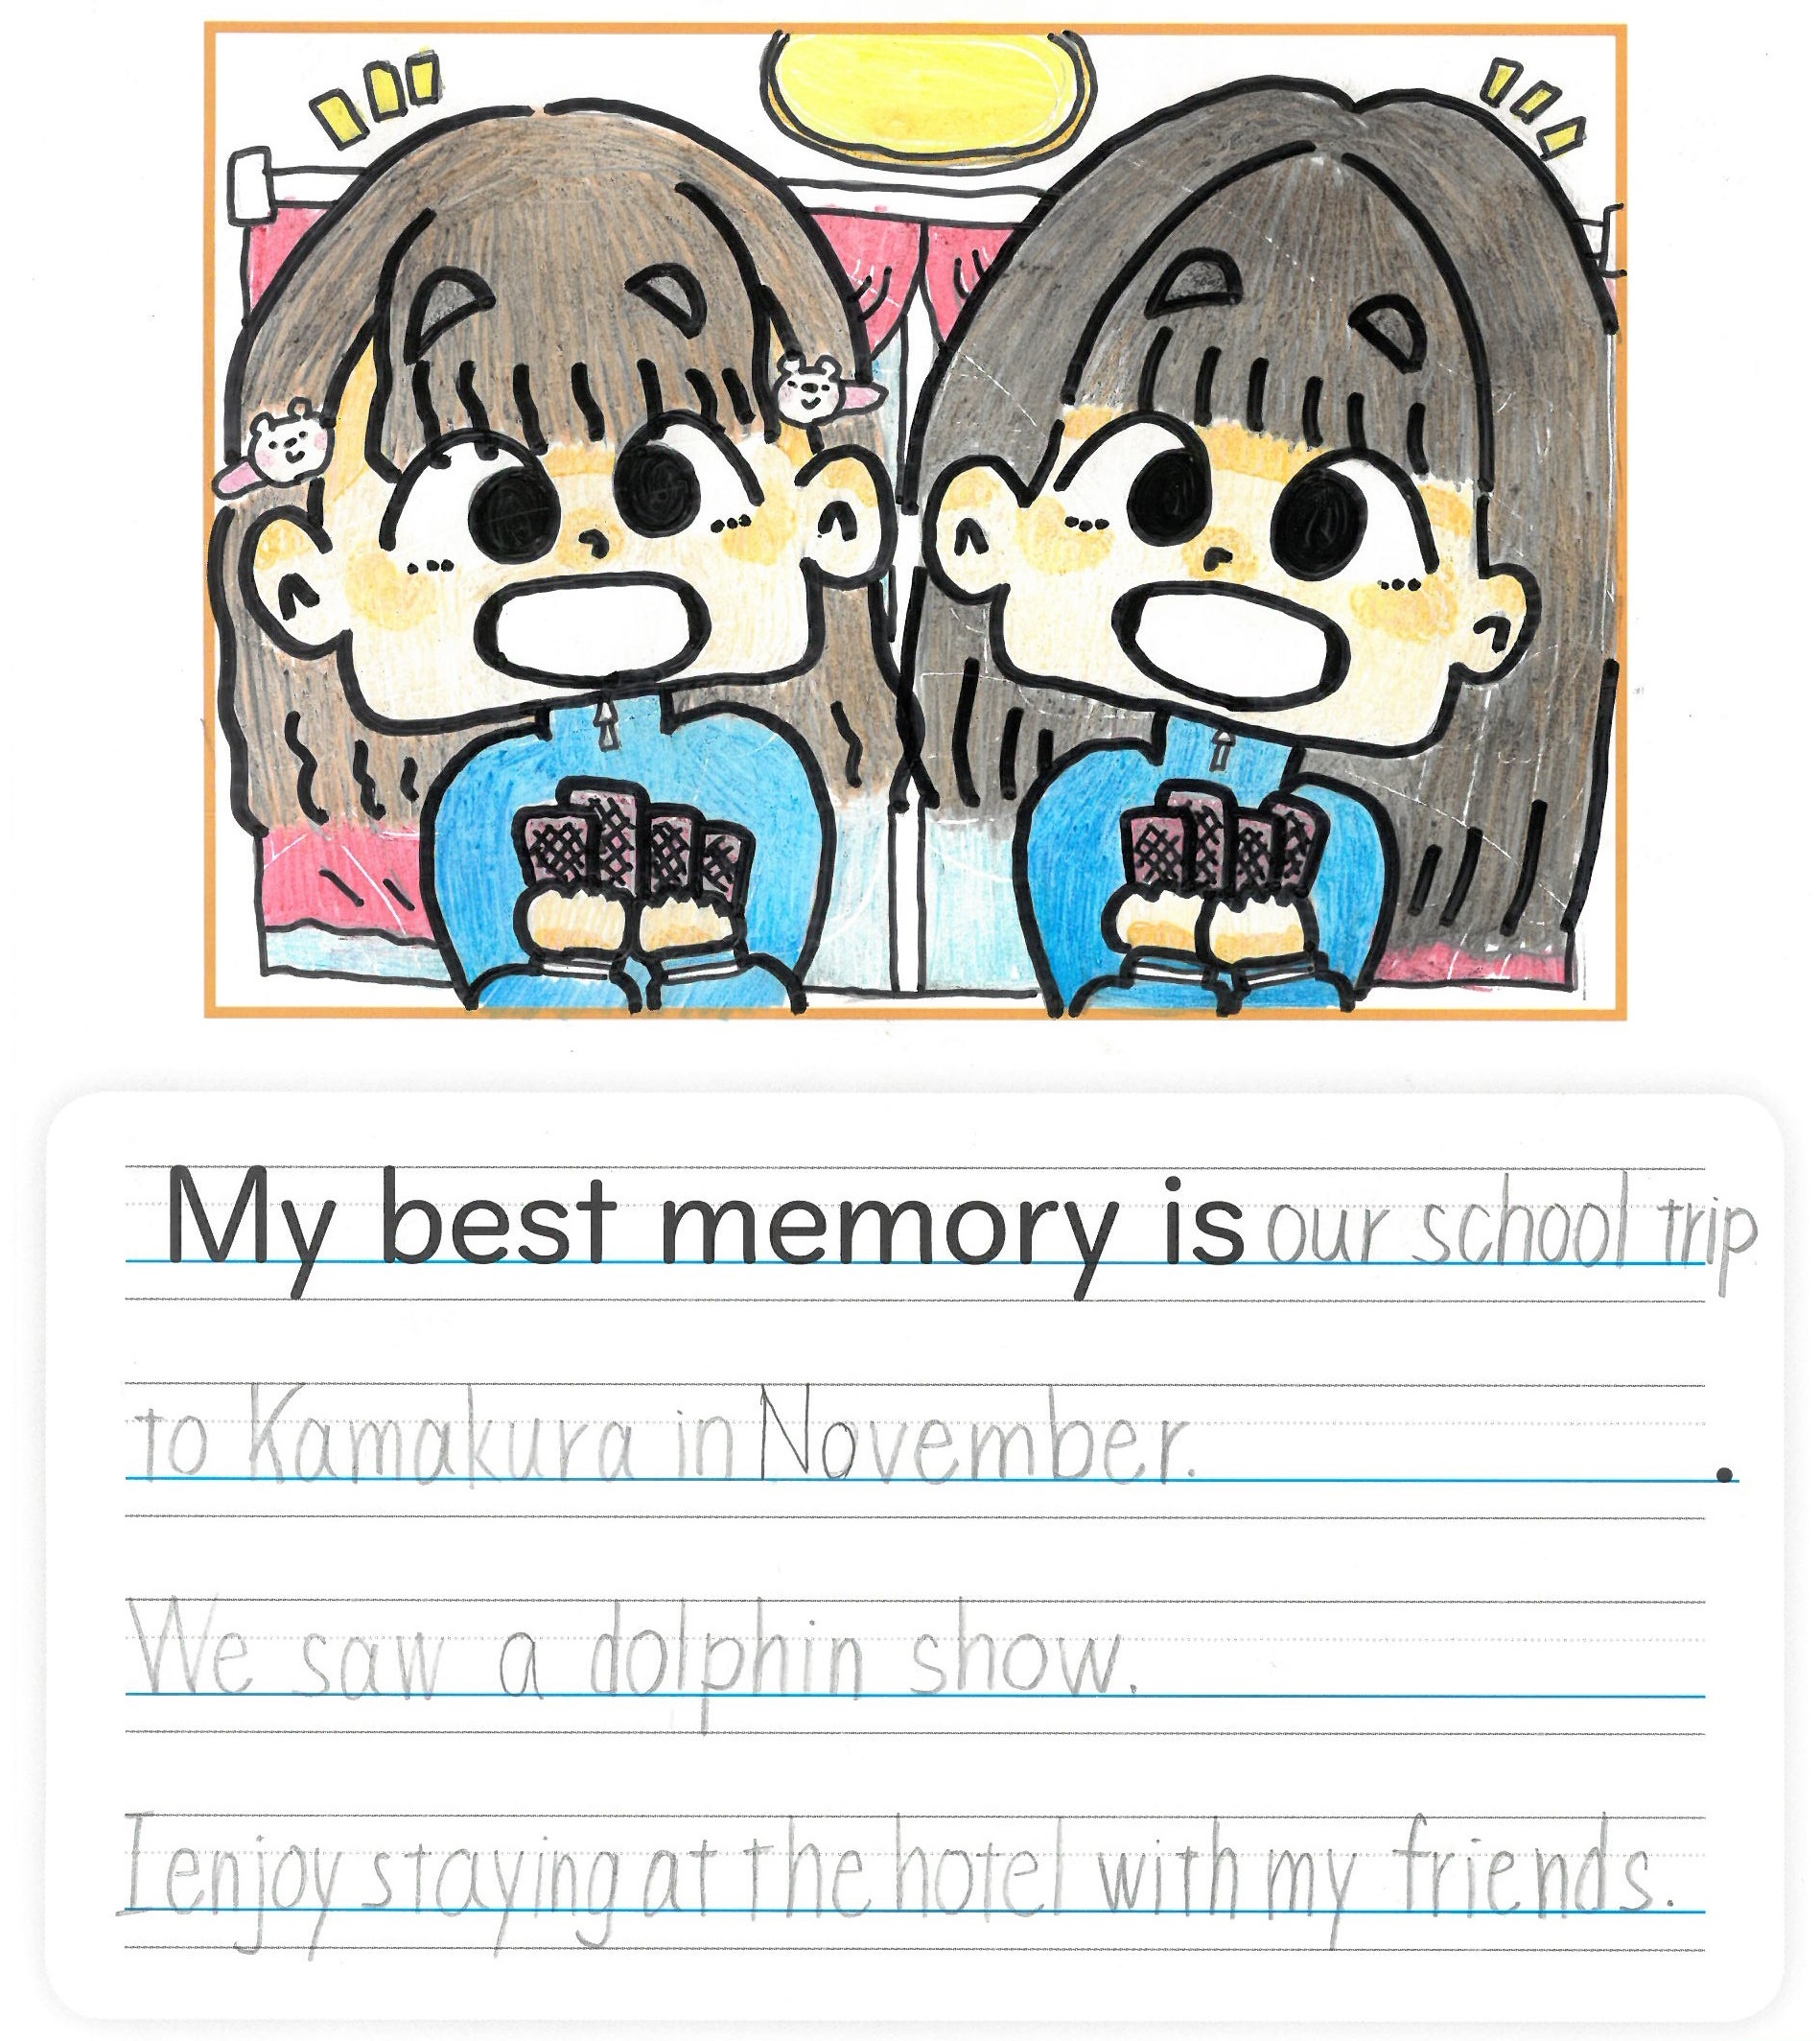 My best memory is our school trip
to Kamakura in November. .
We saw a dolphin show.
I enjoy staying at the hotel with my friends.